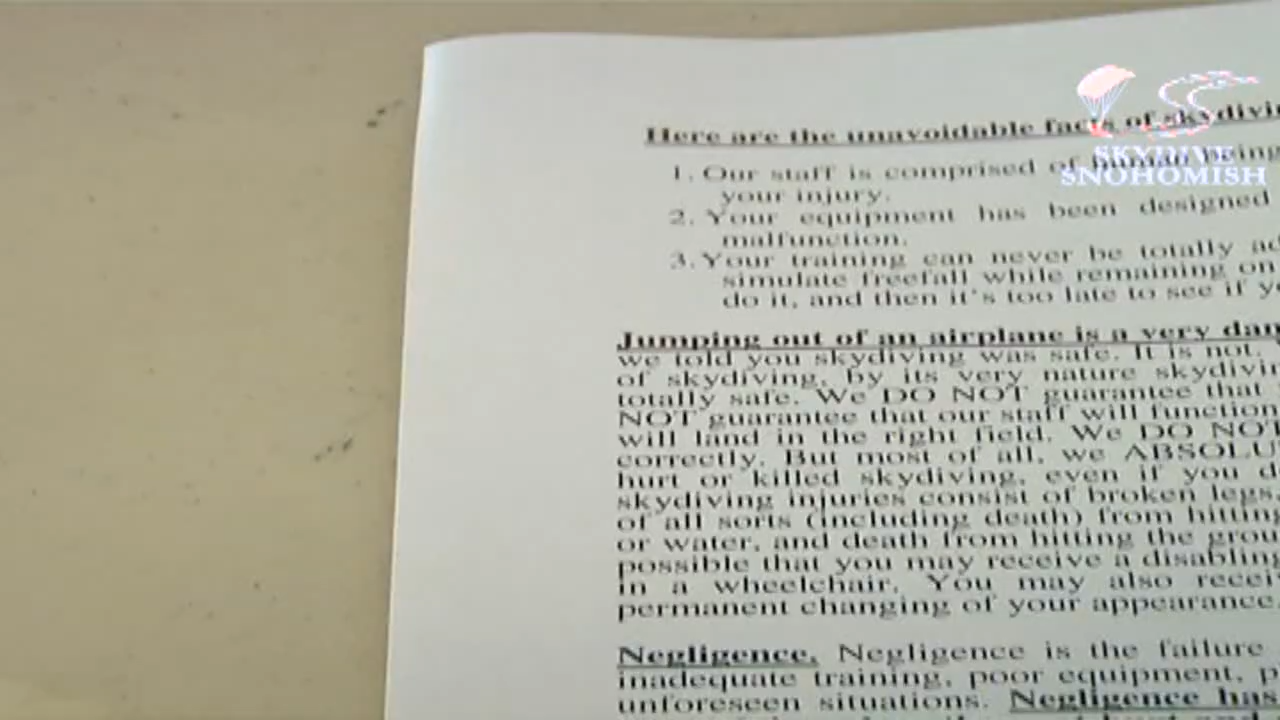 Here are the unavoidable facts of skydivin
1. Our staff is comprised of human being
your injury.
2. Your equipment has been designed
malfunction.
3. Your training can never be totally ad
simulate freefall while remaining on
do it, and then it's too late to see if yo
Jumping out of an airplane is a very dan
we told you skydiving was safe. It is not.
of skydiving, by its very nature skydivin
totally safe. We DO NOT guarantee that
NOT guarantee that our staff will function
will land in the right field. We DO NOT
correctly. But most of all, we ABSOLU
hurt or killed skydiving, even if you d
skydiving injuries consist of broken legs,
of all sorts (including death) from hitting
or water, and death from hitting the grou
possible that you may receive a disabling
in a wheelchair. You may also recei
permanent changing of your appearance.
Negligence. Negligence is the failure
inadequate training, poor equipment, p
unforeseen situations. Negligence has
SKYDIVE
SNOHOMISH